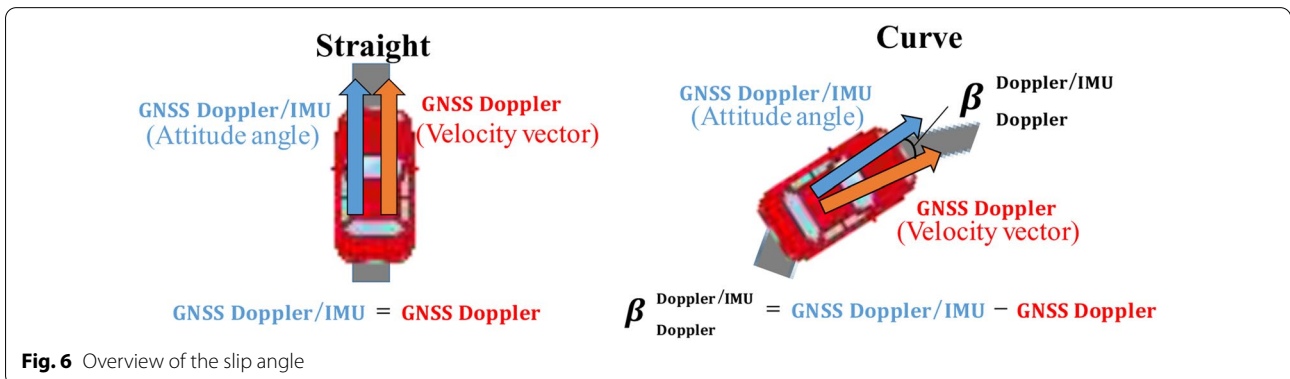 Straight
GNSS Doppler/IMU
(Attitude angle)
GNSS Doppler
(Velocity vector)
GNSS Doppler/IMU = GNSS Doppler
Curve
GNSS Doppler/IMU
(Attitude angle)
β Doppler/IMU
Doppler
GNSS Doppler
(Velocity vector)
β Doppler/IMU = GNSS Doppler/IMU − GNSS Doppler
Doppler
Fig. 6 Overview of the slip angle